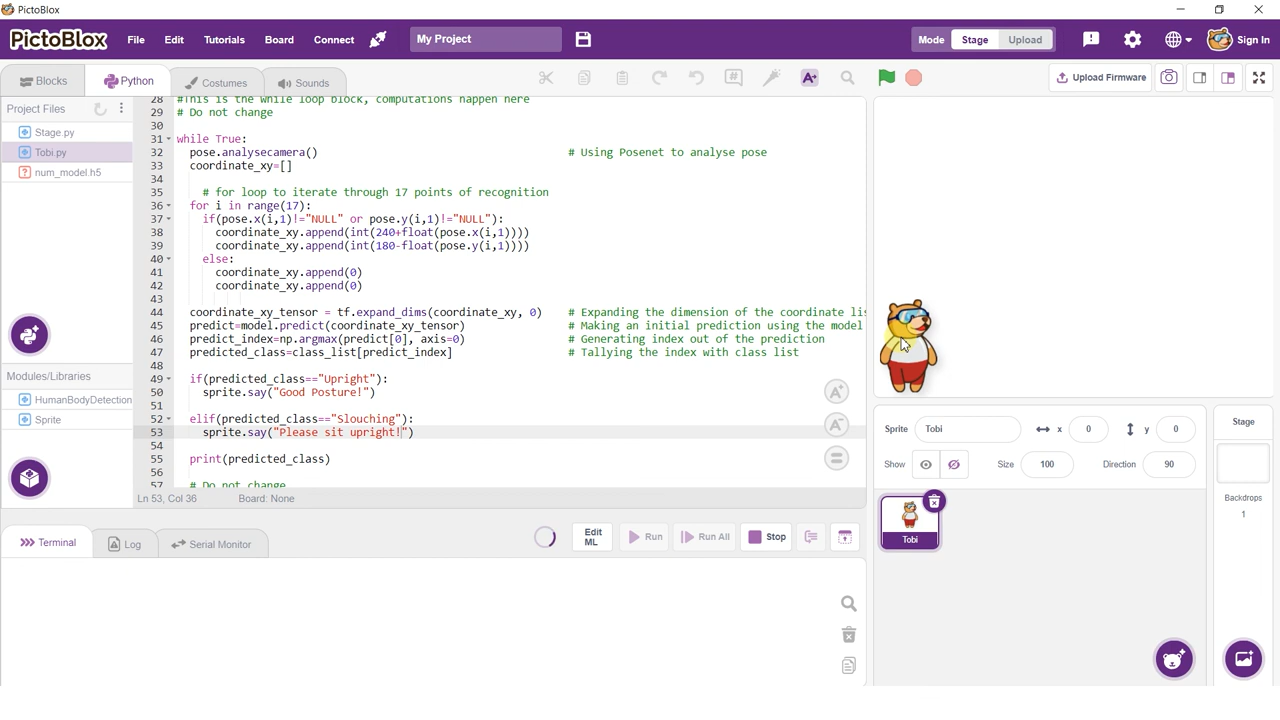 PictoBlox
PictoBlox File Edit Tutorials Board Connect My Project Mode Stage Upload Sign In
Blocks Python Costumes Sounds Upload Firmware
Project Files
Stage.py
Tobi.py
num_model.h5
Modules/Libraries
HumanBodyDetection
Sprite
28 #This is the while loop block, computations happen here
29 # Do not change
30
31 while True:
32 pose.analysecamera() # Using Posenet to analyse pose
33 coordinate_xy=[]
34
35 # for loop to iterate through 17 points of recognition
36 for i in range(17):
37 if(pose.x(i,1)!="NULL" or pose.y(i,1)!="NULL"):
38 coordinate_xy.append(int(240+float(pose.x(i,1))))
39 coordinate_xy.append(int(180-float(pose.y(i,1))))
40 else:
41 coordinate_xy.append(0)
42 coordinate_xy.append(0)
43
44 coordinate_xy_tensor = tf.expand_dims(coordinate_xy, 0) # Expanding the dimension of the coordinate lis
45 predict=model.predict(coordinate_xy_tensor) # Making an initial prediction using the model
46 predict_index=np.argmax(predict[0], axis=0) # Generating index out of the prediction
47 predicted_class=class_list[predict_index] # Tallying the index with class list
48
49 if(predicted_class=="Upright"):
50 sprite.say("Good Posture!")
51
52 elif(predicted_class=="Slouching"):
53 sprite.say("Please sit upright!")
54
55 print(predicted_class)
56
57 # Do not change
Ln 53, Col 36 Board: None
A+
A-
=
Terminal Log Serial Monitor Edit ML Run Run All Stop
Sprite Tobi x 0 y 0
Show Size 100 Direction 90
Tobi
Stage
Backdrops
1